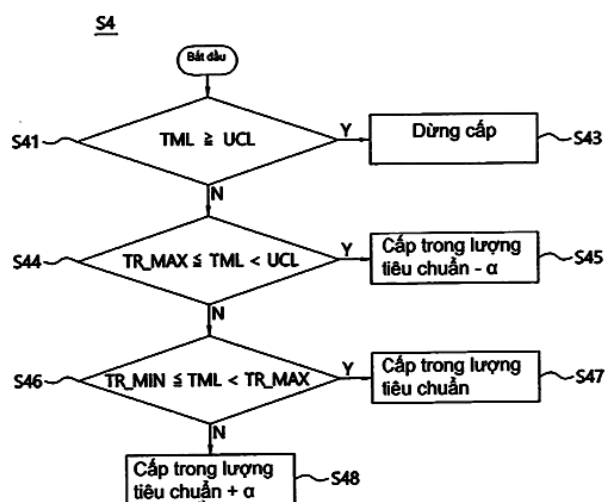 S4
Bắt đầu
S41
TML ≧ UCL
Y
Dừng cấp
S43
N
S44
TR_MAX ≦ TML < UCL
Y
Cấp trong lượng
tiêu chuẩn - α
S45
N
S46
TR_MIN ≦ TML < TR_MAX
Y
Cấp trong lượng
tiêu chuẩn
S47
N
Cấp trong lượng
tiêu chuẩn + α
S48